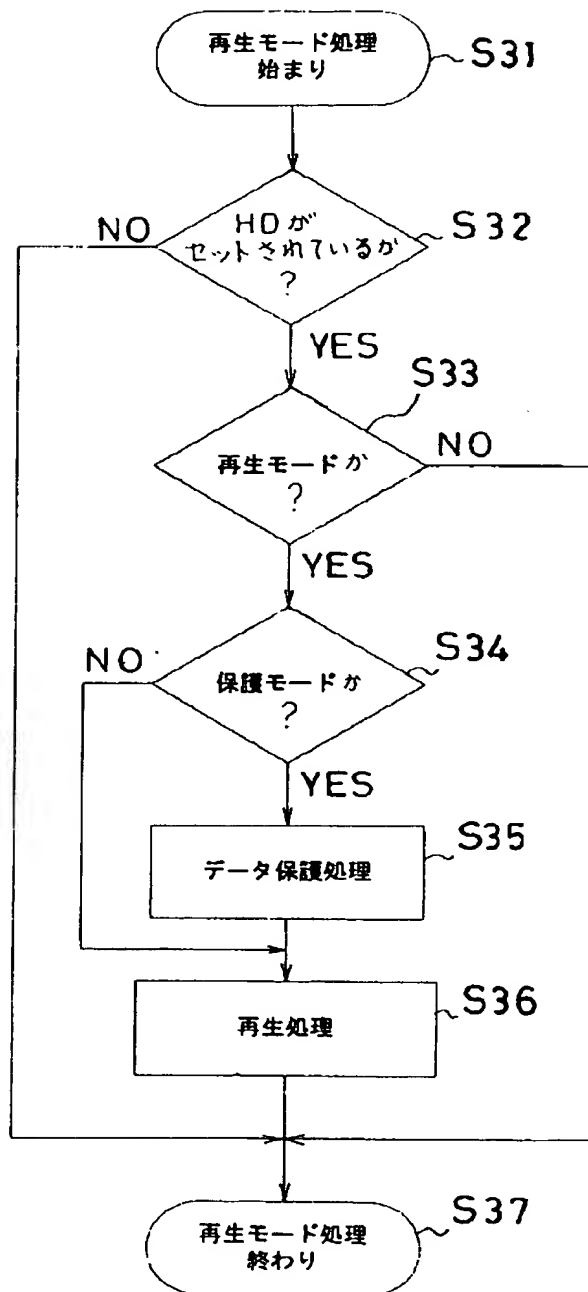 再生モード処理
始まり
S31
NO
HDが
セットされているか
?
S32
YES
S33
再生モードか
?
NO
YES
NO
保護モードか
?
S34
YES
データ保護処理
S35
再生処理
S36
再生モード処理
終わり
S37